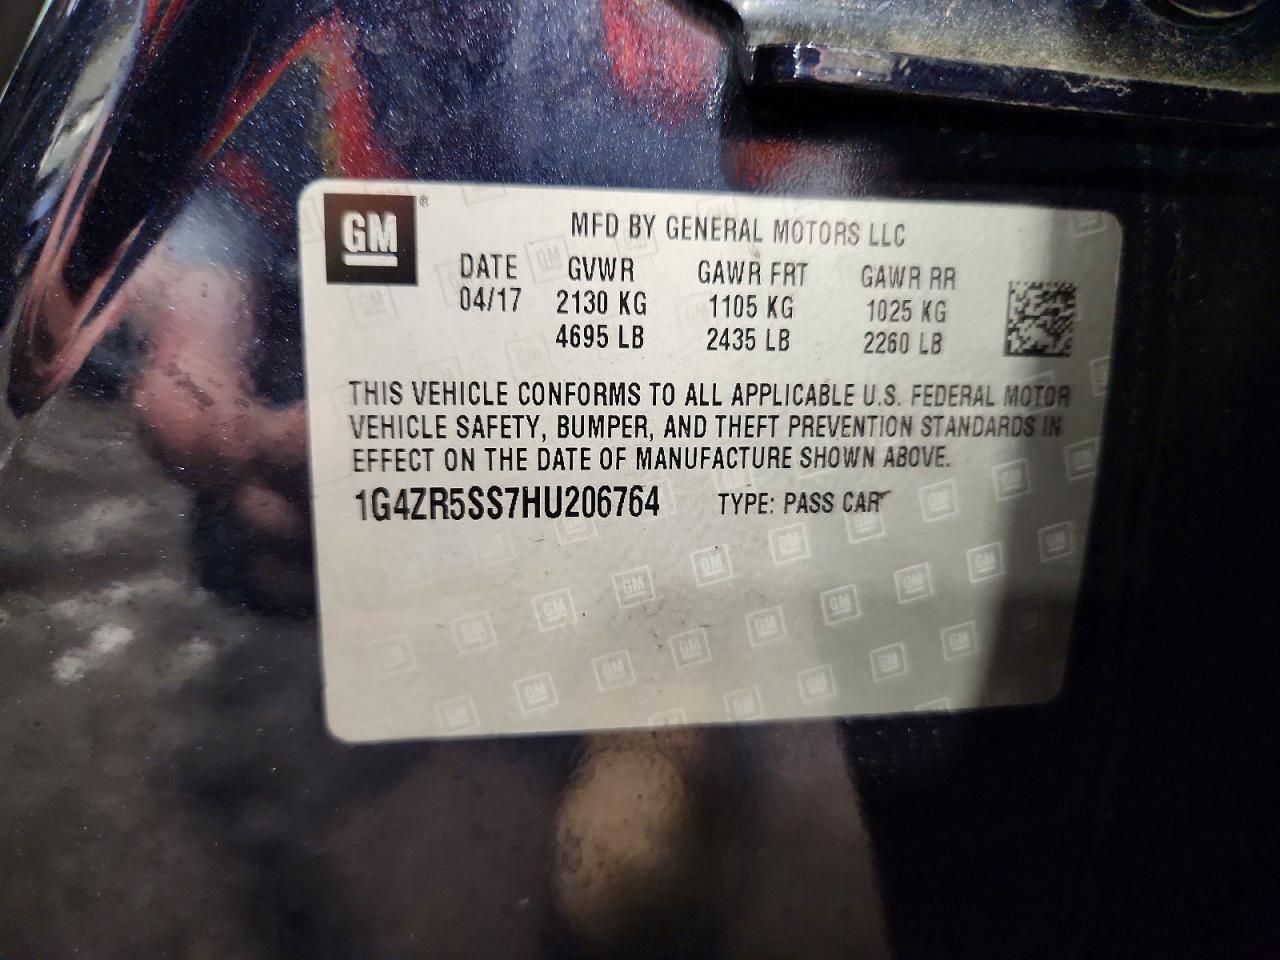 GM ®
MFD BY GENERAL MOTORS LLC
DATE GVWR GAWR FRT GAWR RR
04/17 2130 KG 1105 KG 1025 KG
4695 LB 2435 LB 2260 LB
THIS VEHICLE CONFORMS TO ALL APPLICABLE U.S. FEDERAL MOTOR
VEHICLE SAFETY, BUMPER, AND THEFT PREVENTION STANDARDS IN
EFFECT ON THE DATE OF MANUFACTURE SHOWN ABOVE.
1G4ZR5SS7HU206764 TYPE: PASS CAR